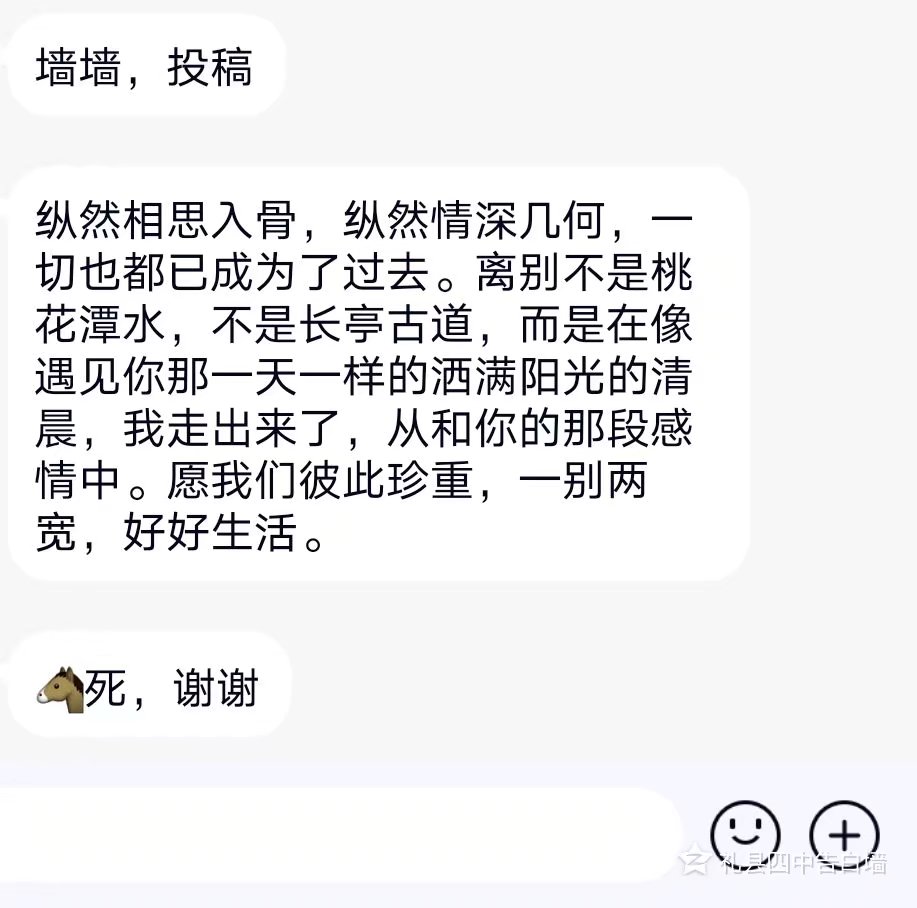 墙墙，投稿
纵然相思入骨，纵然情深几何，一
切也都已成为了过去。离别不是桃
花潭水，不是长亭古道，而是在像
遇见你那一天一样的洒满阳光的清
晨，我走出来了，从和你的那段感
情中。愿我们彼此珍重，一别两
宽，好好生活。
🐴死，谢谢
礼县四中告白墙